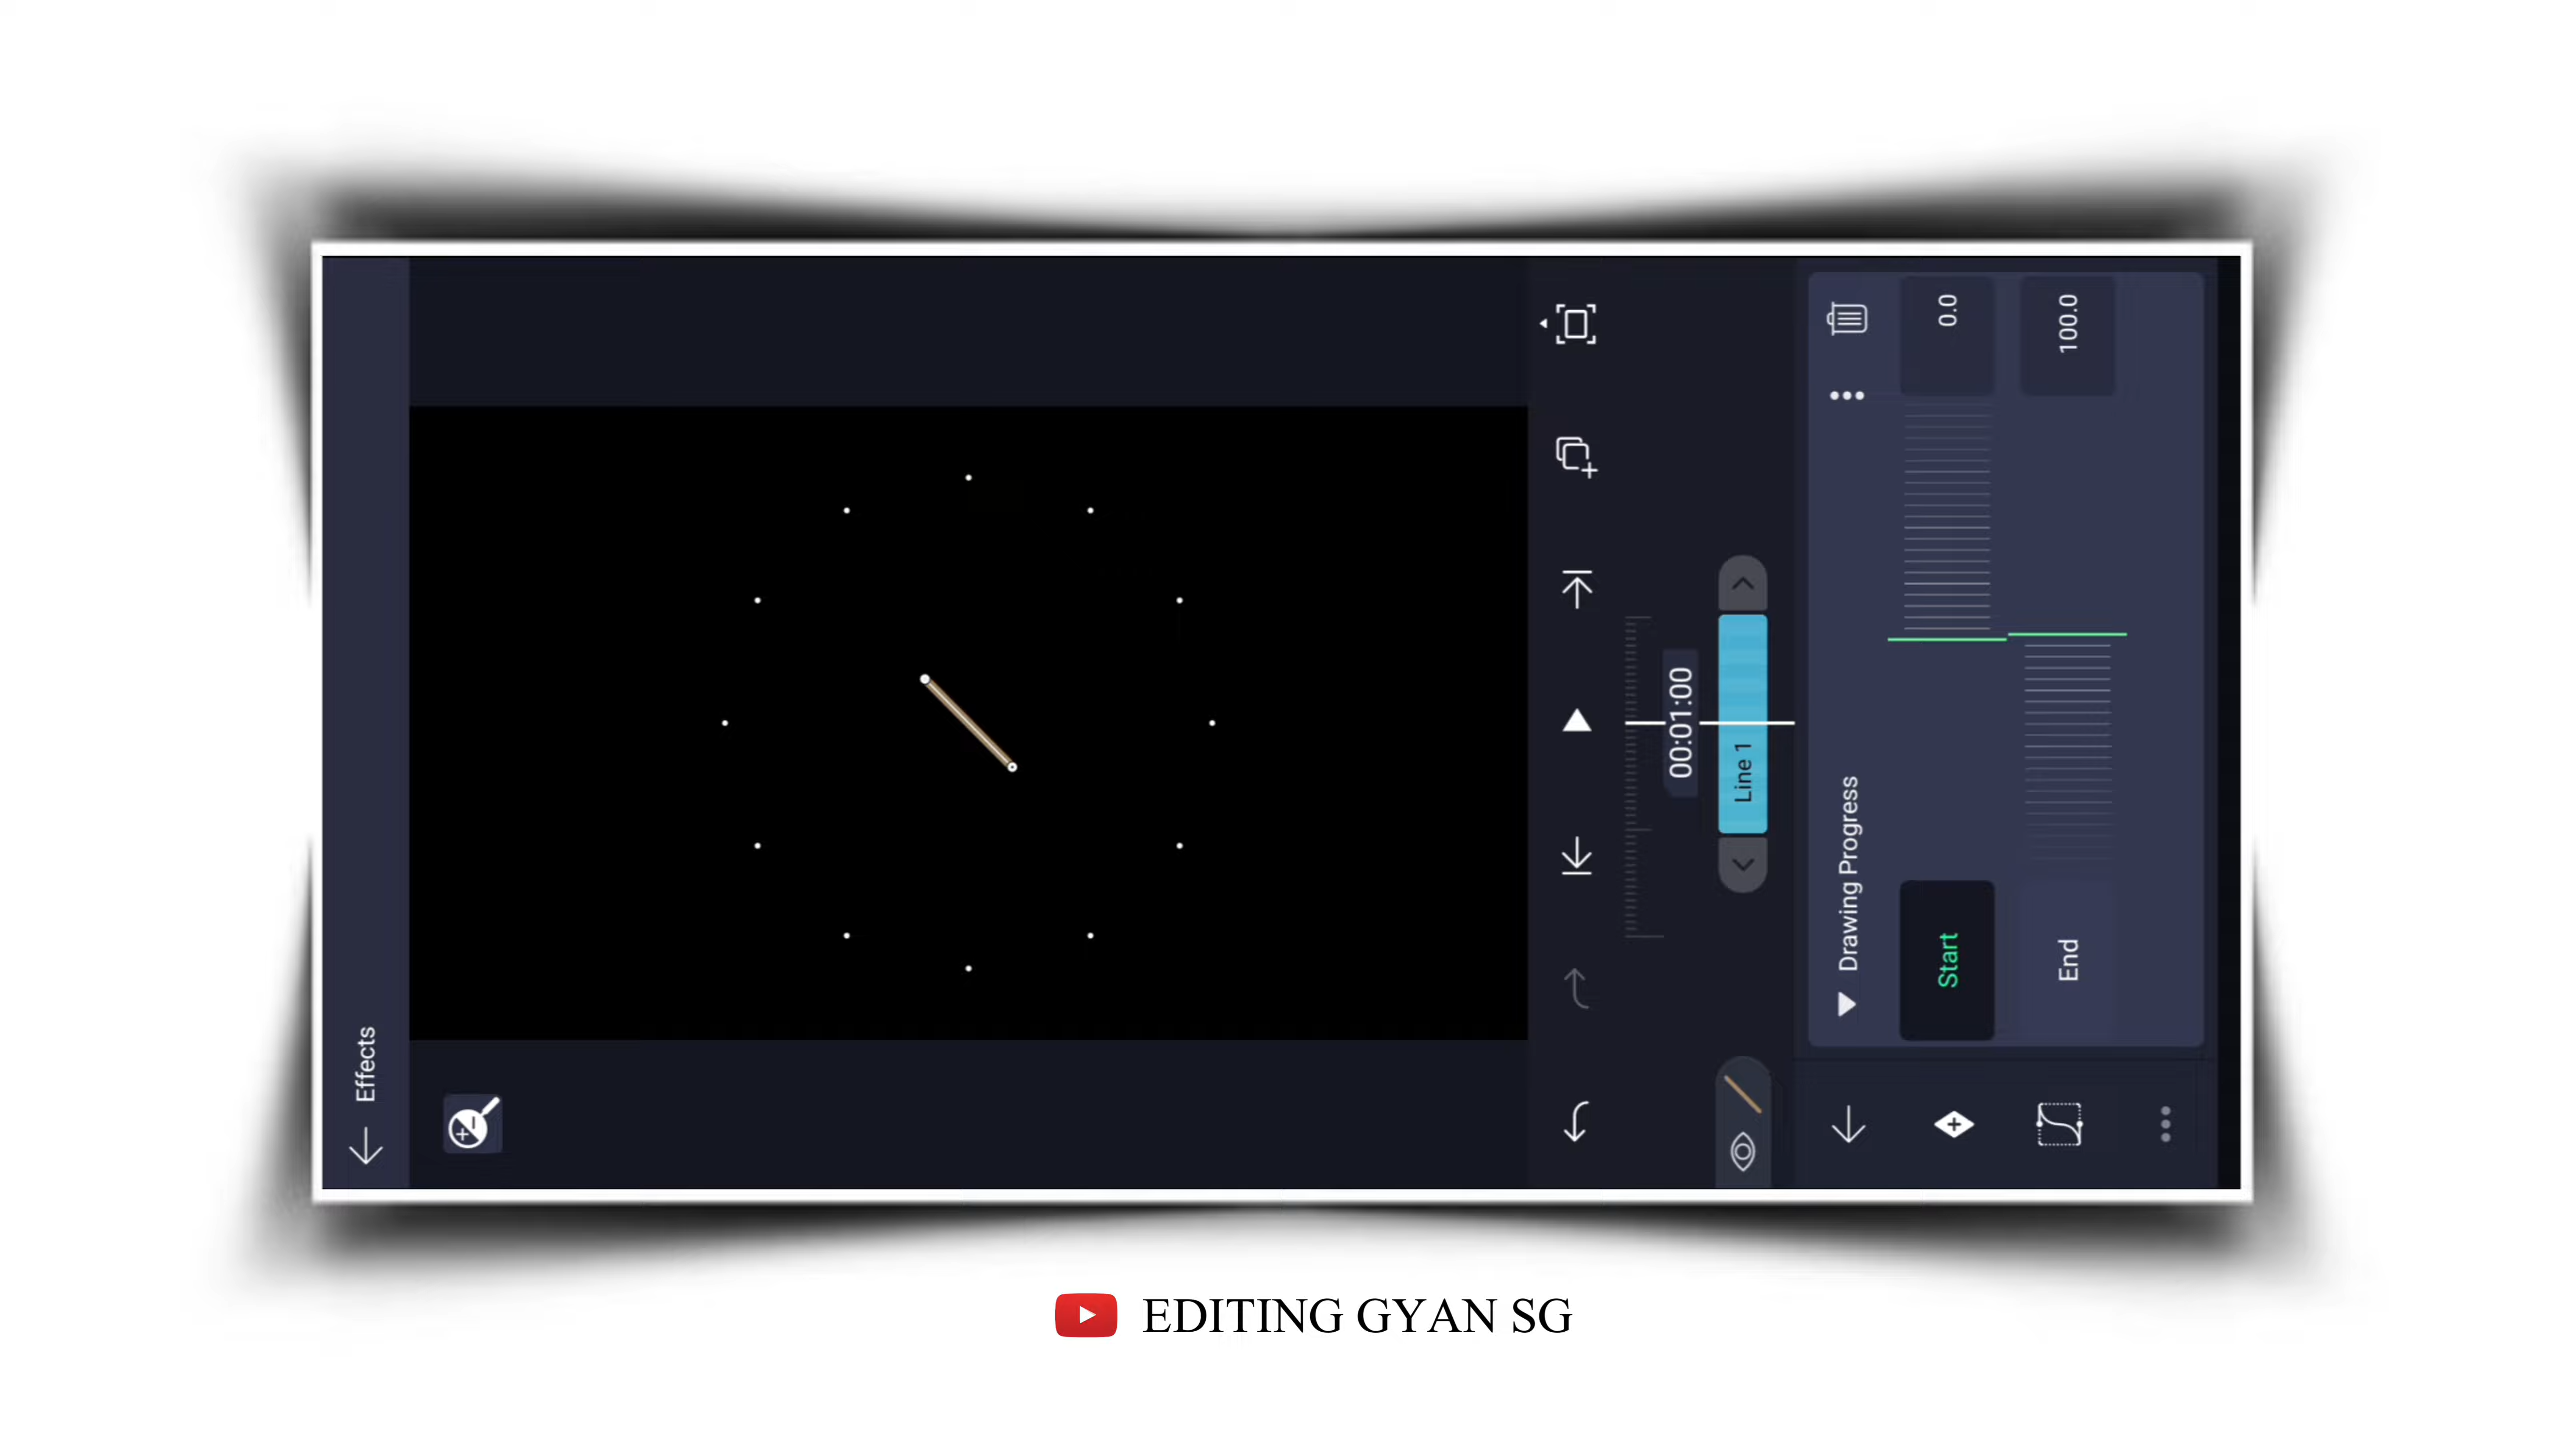 Effects
00:01:00
Line 1
Drawing Progress
Start
0.0
End
100.0
EDITING GYAN SG